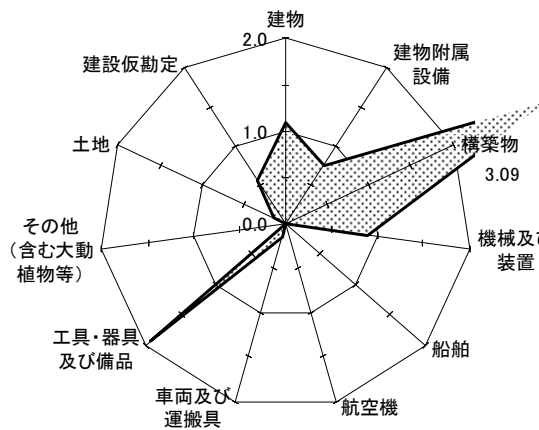 建物
2.0
建物附属
設備
建設仮勘定
1.0
土地
構築物
3.09
0.0
その他
（含む大動
植物等）
機械及び
装置
工具・器具
及び備品
船舶
車両及び
運搬具
航空機